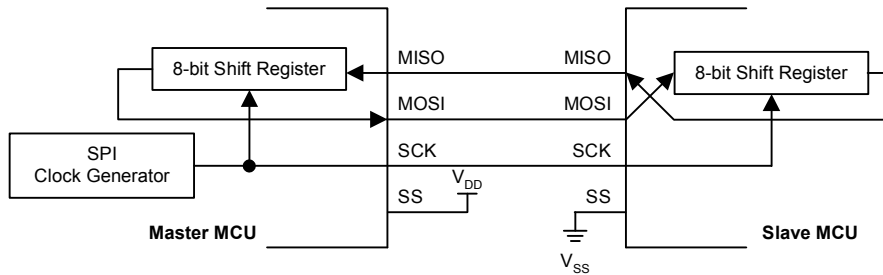 MISO MISO
8-bit Shift Register 8-bit Shift Register
MOSI MOSI
SPI
Clock Generator
SCK SCK
VDD
SS SS
Master MCU Slave MCU
VSS